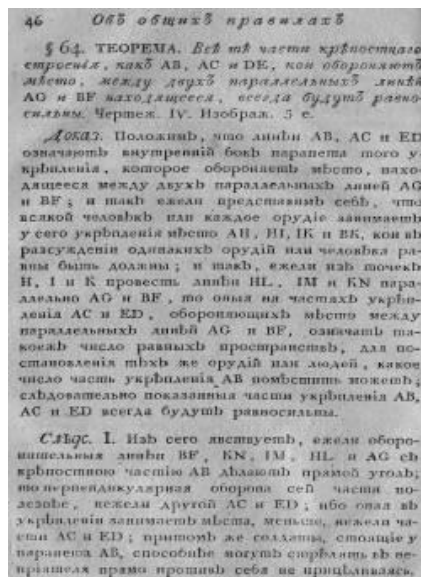 46 Объ общихъ правилахъ
§ 64. ТЕОРЕМА. Всѣ тѣ части крѣпостнаго
строенія, какъ AB, AC и DE, кои обороняютъ
мѣсто, между двухъ параллельныхъ линѣй
AG и BF находящееся, всегда будутъ равно-
сильны. Чертеж. IV. Изображ. 5 е.
Доказ. Положимъ, что линѣи AB, AC и ED
означаютъ внутренній бокъ парапета того у-
крѣпленія, которое обороняетъ мѣсто, нахо-
дящееся между двухъ параллельныхъ линей AG
и BF; и такъ ежели представимъ себѣ, что
всякой человѣкъ или каждое орудіе занимаетъ
у сего укрѣпленія мѣсто AH, HI, IK и BK, кои въ
разсужденіи одинакихъ орудій или человѣка ра-
вны быть должны; и такъ, ежели изъ точекъ
H, I и K провесть линѣи HL, IM и KN пара-
ллельно AG и BF, то оныя на частяхъ укрѣп-
ленія AC и ED, обороняющихъ мѣсто между
параллельныхъ линѣй AG и BF, означатъ та-
коежъ число равныхъ пространствъ, для по-
становленія тѣхъ же орудій или людей, какое
число часть укрѣпленія AB помѣстить можетъ;
слѣдовательно показанныя части укрѣпленія AB,
AC и ED всегда будутъ равносильны.
Слѣдс. I. Изъ сего явствуетъ, ежели оборо-
нительныя линѣи BF, KN, IM, HL и AG съ
крѣпостною частію AB дѣлаютъ прямой уголъ;
то перпендикулярная оборона сей части по-
лезнѣе, нежели другой AC и ED; ибо оная въ
укрѣпленіи занимаетъ мѣста, меньше, нежели ча-
сти AC и ED; притомъ же солдаты, стоящіе у
парапета AB, способнѣе могутъ стрѣлять въ не-
пріятеля прямо противъ себя не прицѣливаясь,